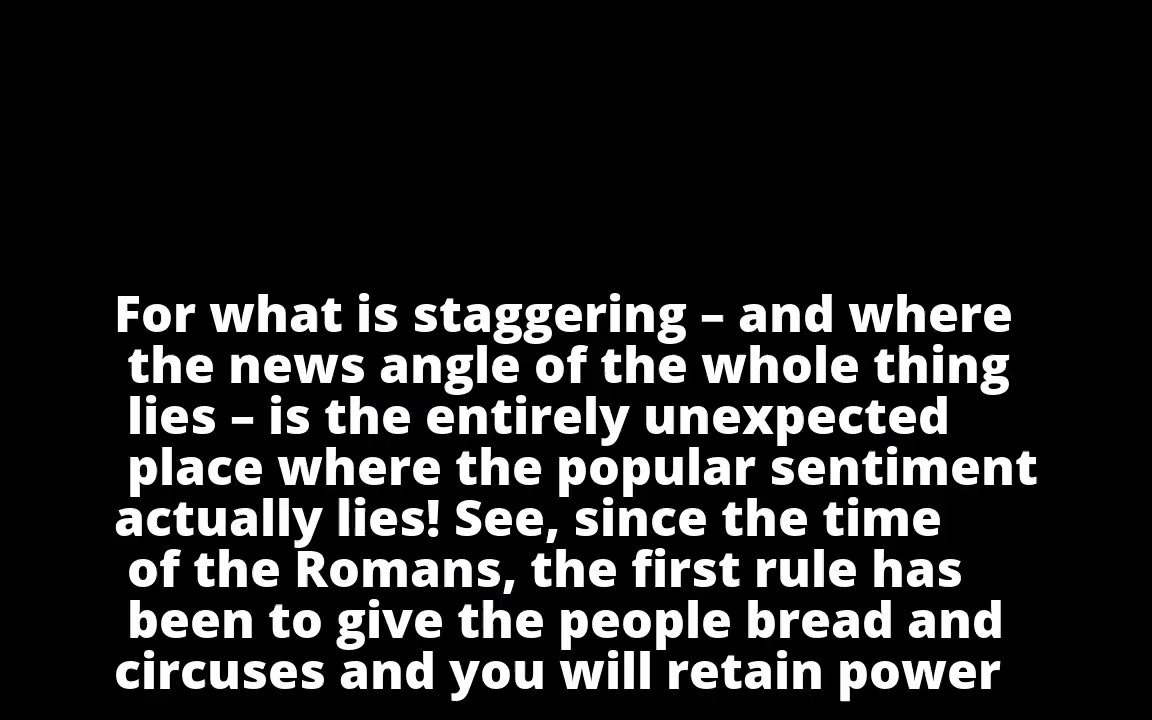 For what is staggering – and where
the news angle of the whole thing
lies – is the entirely unexpected
place where the popular sentiment
actually lies! See, since the time
of the Romans, the first rule has
been to give the people bread and
circuses and you will retain power